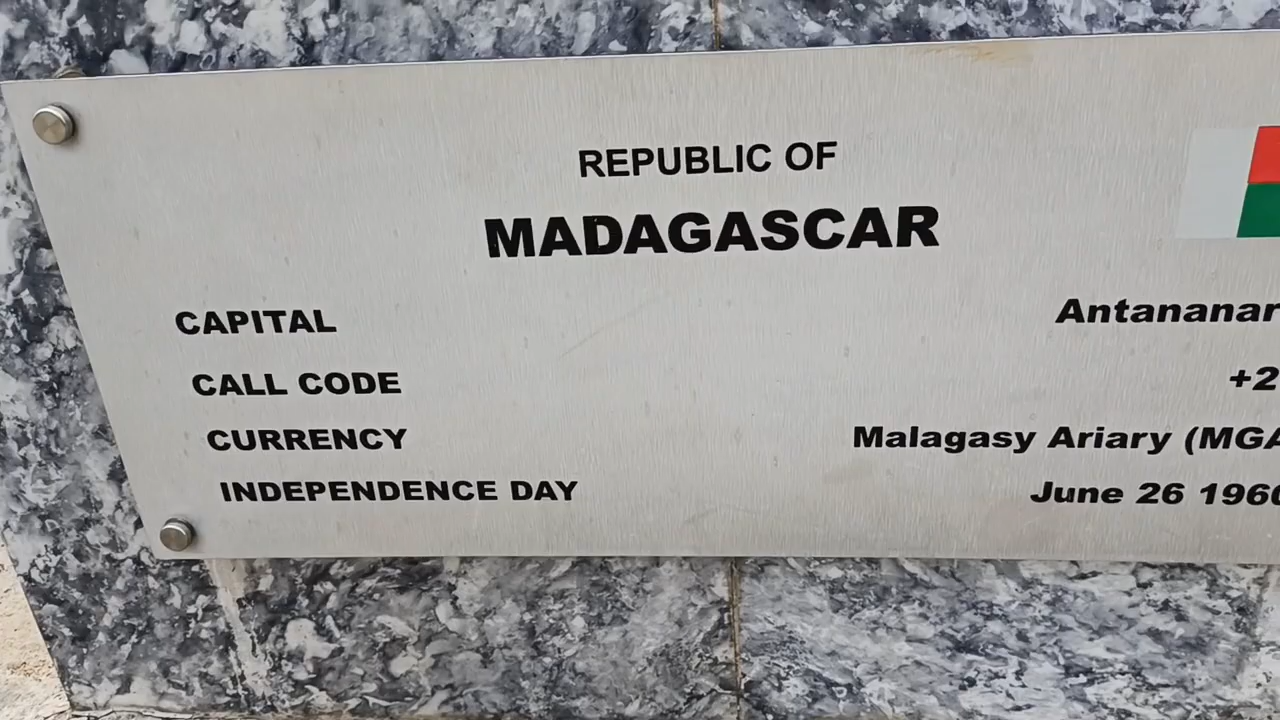 REPUBLIC OF
MADAGASCAR
CAPITAL Antananar
CALL CODE +2
CURRENCY Malagasy Ariary (MGA
INDEPENDENCE DAY June 26 1960